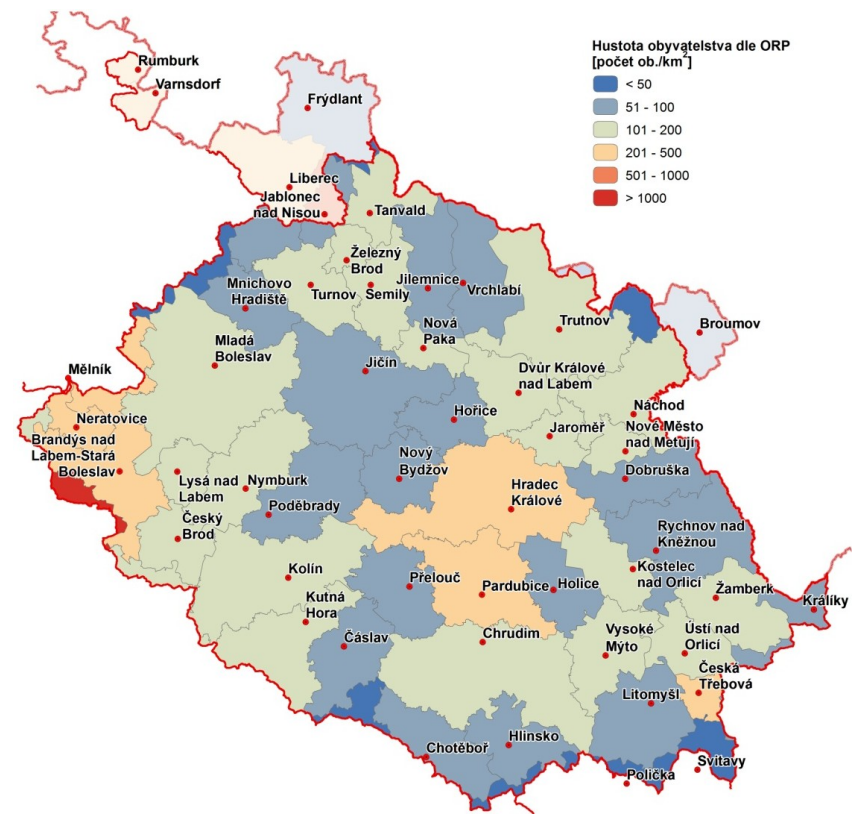 Hustota obyvatelstva dle ORP
[počet ob./km²]
< 50
51 - 100
101 - 200
201 - 500
501 - 1000
> 1000
Rumburk
Varnsdorf
Frýdlant
Liberec
Jablonec
nad Nisou
Tanvald
Železný
Brod
Mnichovo
Hradiště
Turnov
Semily
Jilemnice
Vrchlabí
Trutnov
Broumov
Nová
Paka
Mladá
Boleslav
Jičín
Dvůr Králové
nad Labem
Mělník
Neratovice
Brandýs nad
Labem-Stará
Boleslav
Hořice
Jaroměř
Náchod
Nové Město
nad Metují
Lysá nad
Labem
Nymburk
Poděbrady
Nový
Bydžov
Hradec
Králové
Dobruška
Český
Brod
Rychnov nad
Kněžnou
Kolín
Kutná
Hora
Přelouč
Pardubice
Holice
Kostelec
nad Orlicí
Žamberk
Králíky
Čáslav
Chrudim
Vysoké
Mýto
Ústí nad
Orlicí
Česká
Třebová
Litomyšl
Chotěboř
Hlinsko
Polička
Svitavy